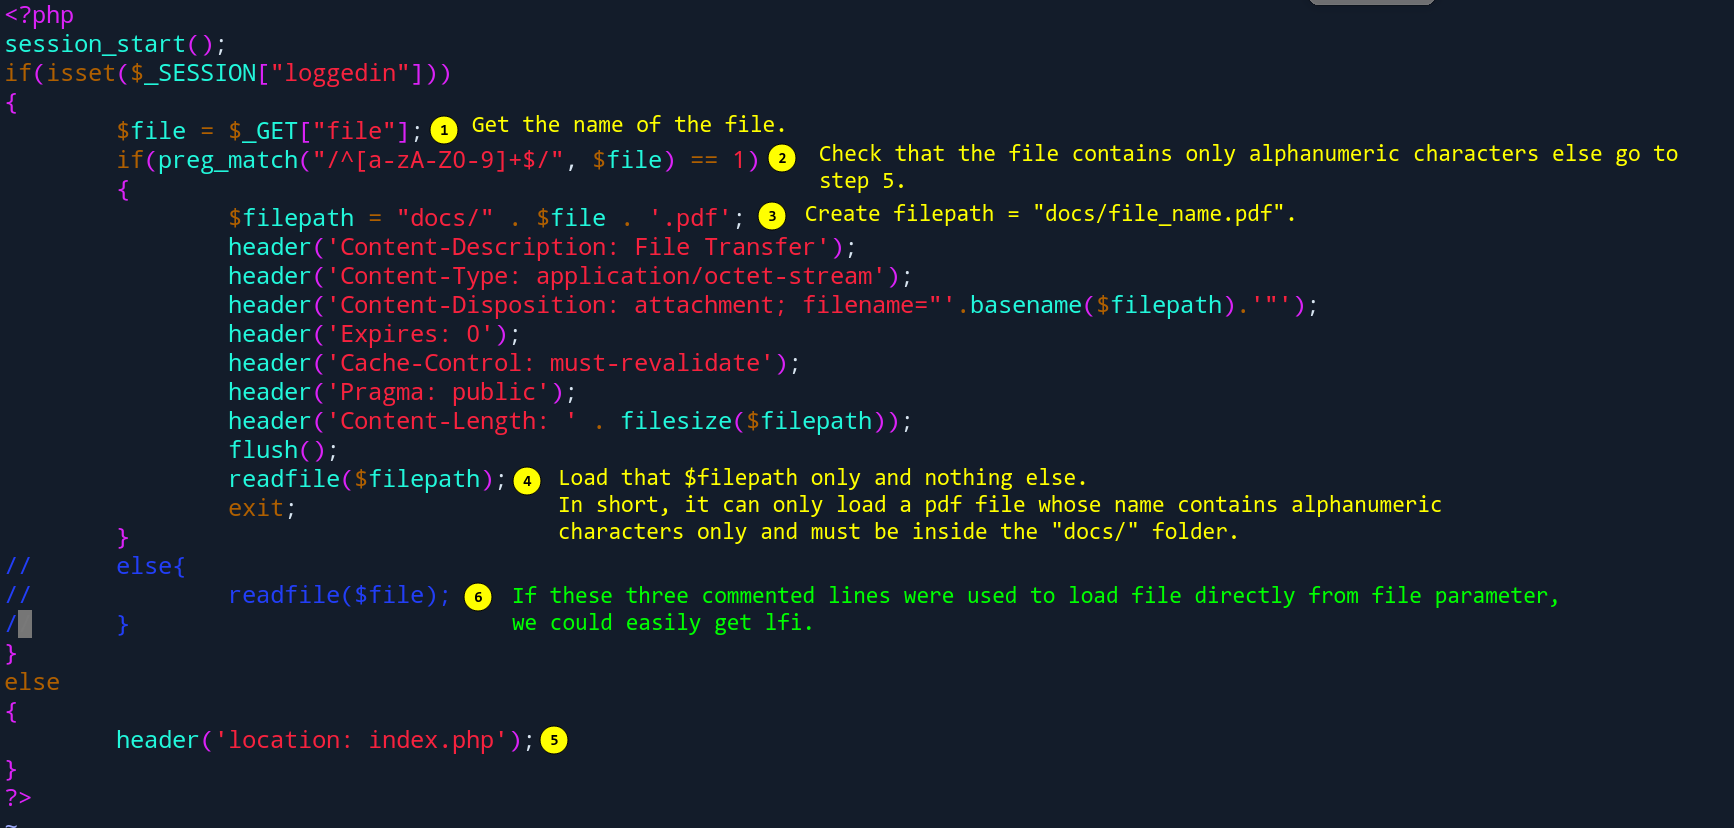 <?php
session_start();
if(isset($_SESSION["loggedin"]))
{
$file = $_GET["file"]; 1 Get the name of the file.
if(preg_match("/^[a-zA-Z0-9]+$/", $file) == 1) 2 Check that the file contains only alphanumeric characters else go to
{ step 5.
$filepath = "docs/" . $file . '.pdf'; 3 Create filepath = "docs/file_name.pdf".
header('Content-Description: File Transfer');
header('Content-Type: application/octet-stream');
header('Content-Disposition: attachment; filename="'.basename($filepath).'"');
header('Expires: 0');
header('Cache-Control: must-revalidate');
header('Pragma: public');
header('Content-Length: ' . filesize($filepath));
flush();
readfile($filepath); 4 Load that $filepath only and nothing else.
exit; In short, it can only load a pdf file whose name contains alphanumeric
} characters only and must be inside the "docs/" folder.
// else{
// readfile($file); 6 If these three commented lines were used to load file directly from file parameter,
/ } we could easily get lfi.
}
else
{
header('location: index.php'); 5
}
?>
~